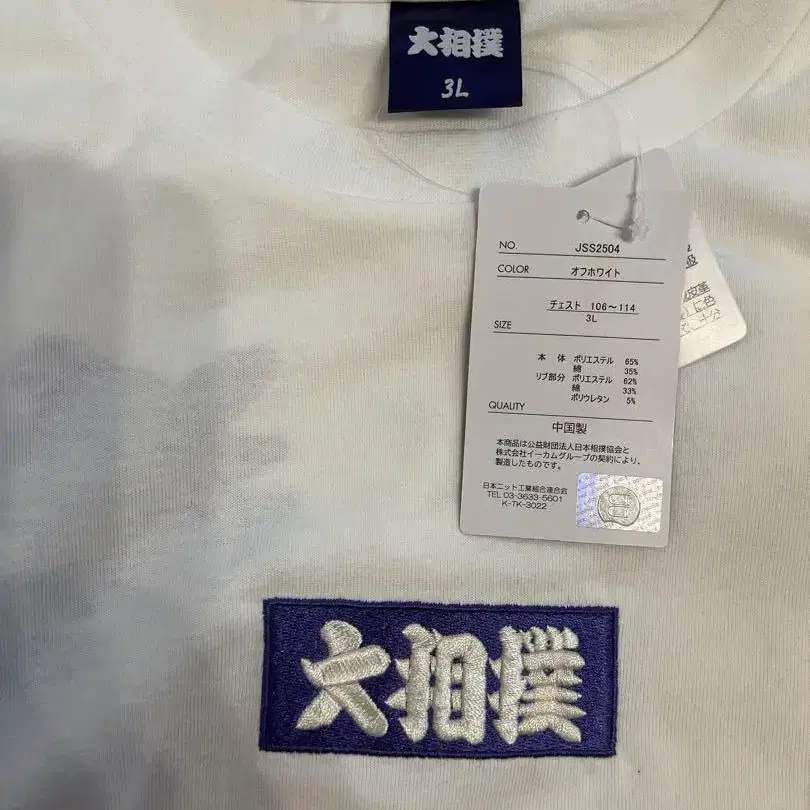 大相撲
3L
NO. JSS2504
COLOR オフホワイト
チェスト 106～114
3L
SIZE
本 体 ポリエステル 65%
綿 35%
リブ部分 ポリエステル 62%
綿 33%
ポリウレタン 5%
QUALITY
中国製
本商品は公益財団法人日本相撲協会と
株式会社イーカムグループの契約により、
製造したものです。
日本ニット工業組合連合会
TEL 03-3633-5601
K-TK-3022
皮革
に色
十分
大相撲